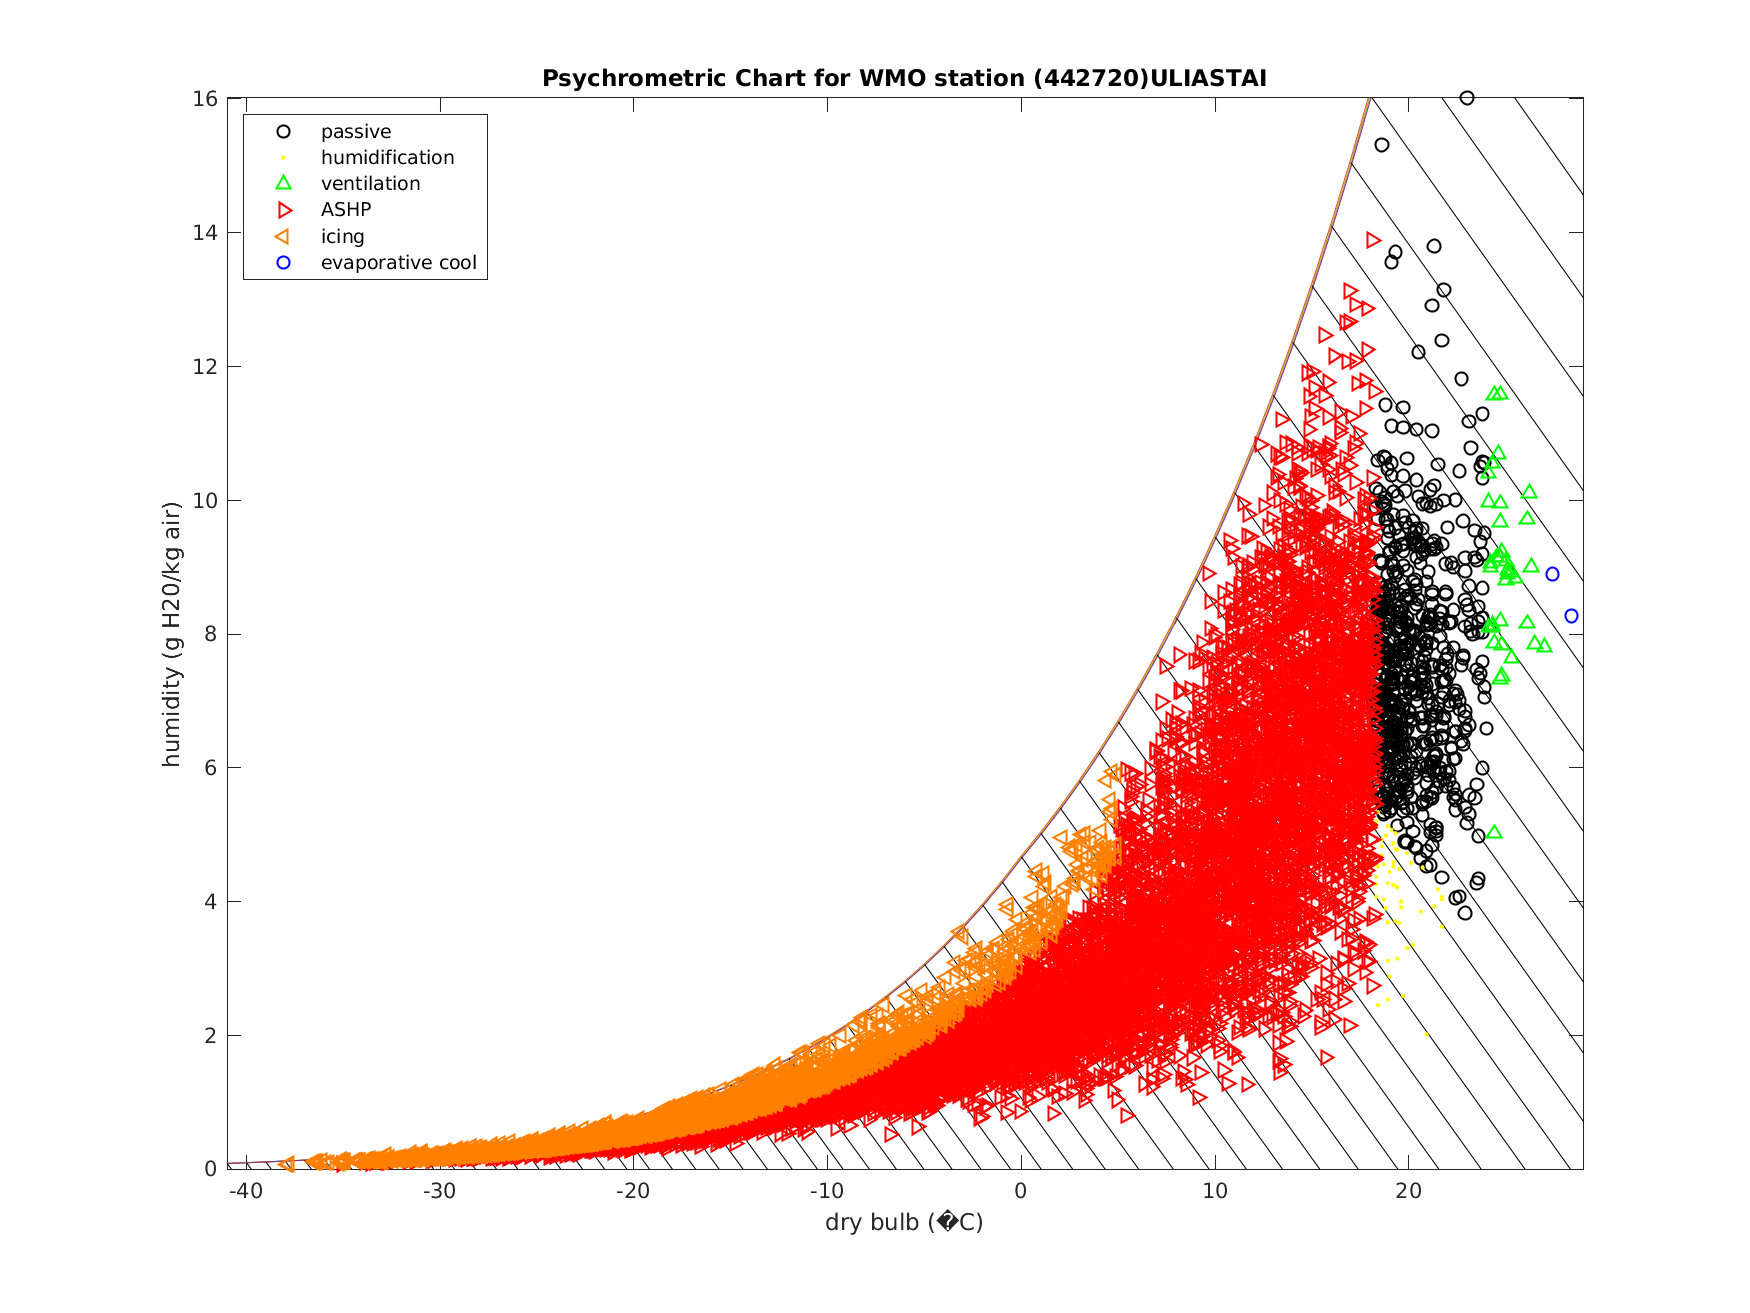 Psychrometric Chart for WMO station (442720)ULIASTAI
passive
humidification
ventilation
ASHP
icing
evaporative cool
humidity (g H20/kg air)
16
14
12
10
8
6
4
2
0
-40 -30 -20 -10 0 10 20
dry bulb (�C)